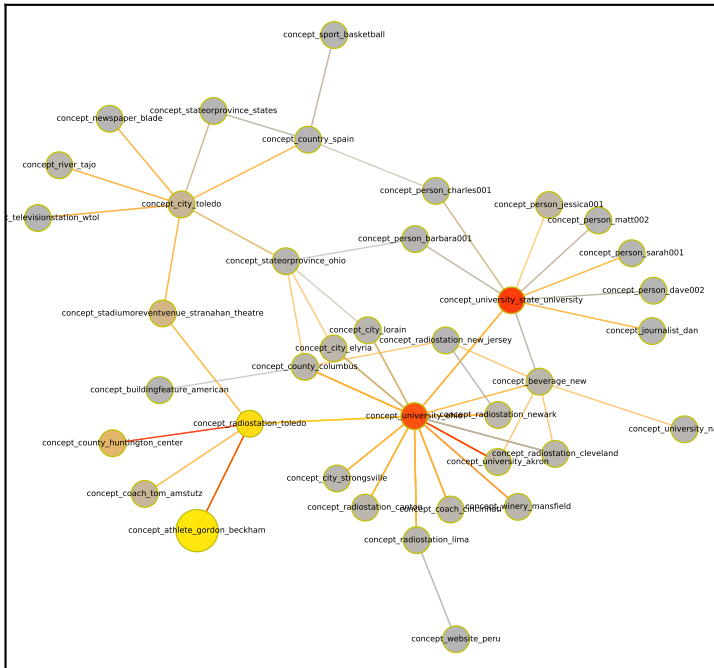 concept_sport_basketball
concept_stateorprovince_states
concept_newspaper_blade
concept_country_spain
concept_river_tajo
concept_person_charles001
concept_city_toledo
concept_person_jessica001
t_televisionstation_wtol
concept_person_matt002
concept_person_barbara001
concept_person_sarah001
concept_stateorprovince_ohio
concept_person_dave002
concept_university_state_university
concept_stadiumoreventvenue_stranahan_theatre
concept_city_lorain
concept_journalist_dan
concept_radiostation_new_jersey
concept_city_elyria
concept_county_columbus
concept_beverage_new
concept_buildingfeature_american
concept_radiostation_newark
concept_radiostation_toledo
concept_university_n
concept_county_huntington_center
concept_radiostation_cleveland
concept_university_akron
concept_city_strongsville
concept_coach_tom_amstutz
concept_winery_mansfield
concept_athlete_gordon_beckham
concept_radiostation_lima
concept_website_peru